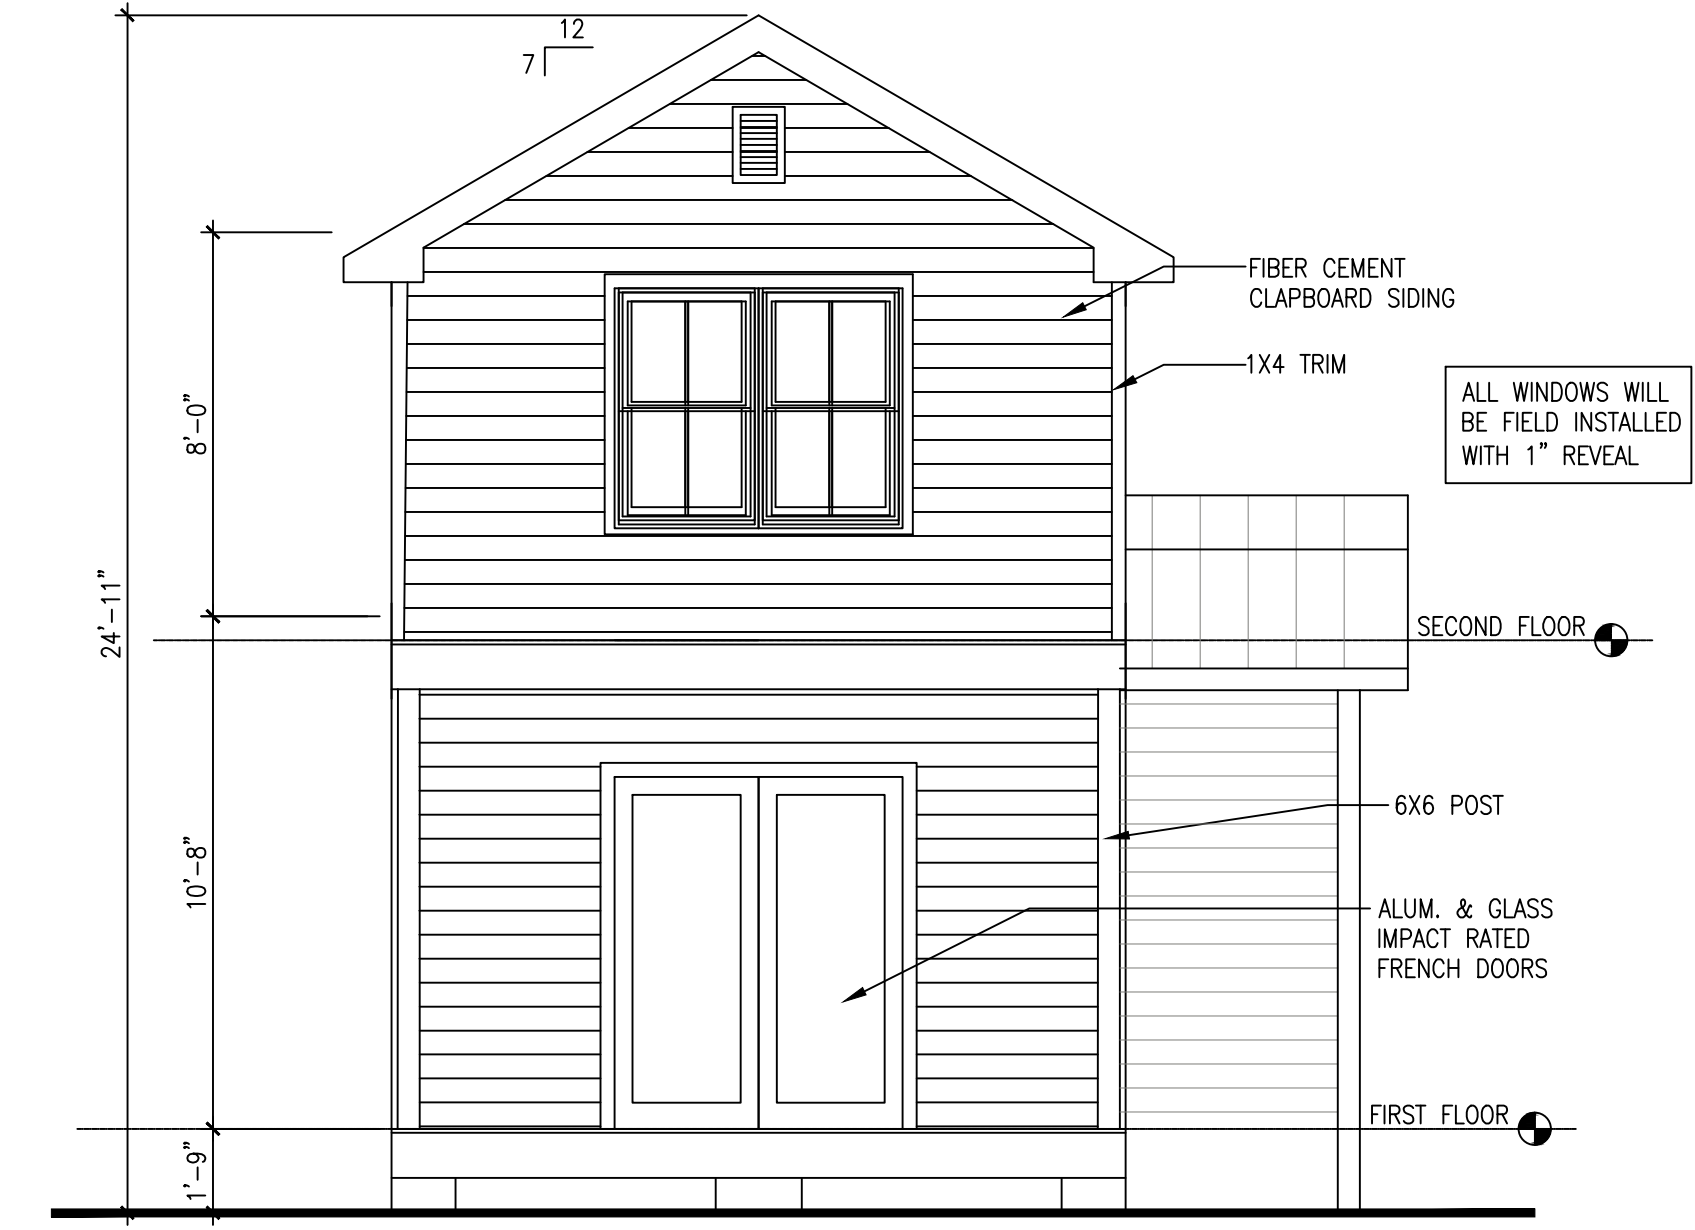 12
7
FIBER CEMENT
CLAPBOARD SIDING
1X4 TRIM
ALL WINDOWS WILL
BE FIELD INSTALLED
WITH 1" REVEAL
8'-0"
24'-11"
SECOND FLOOR
6X6 POST
10'-8"
ALUM. & GLASS
IMPACT RATED
FRENCH DOORS
FIRST FLOOR
1'-9"